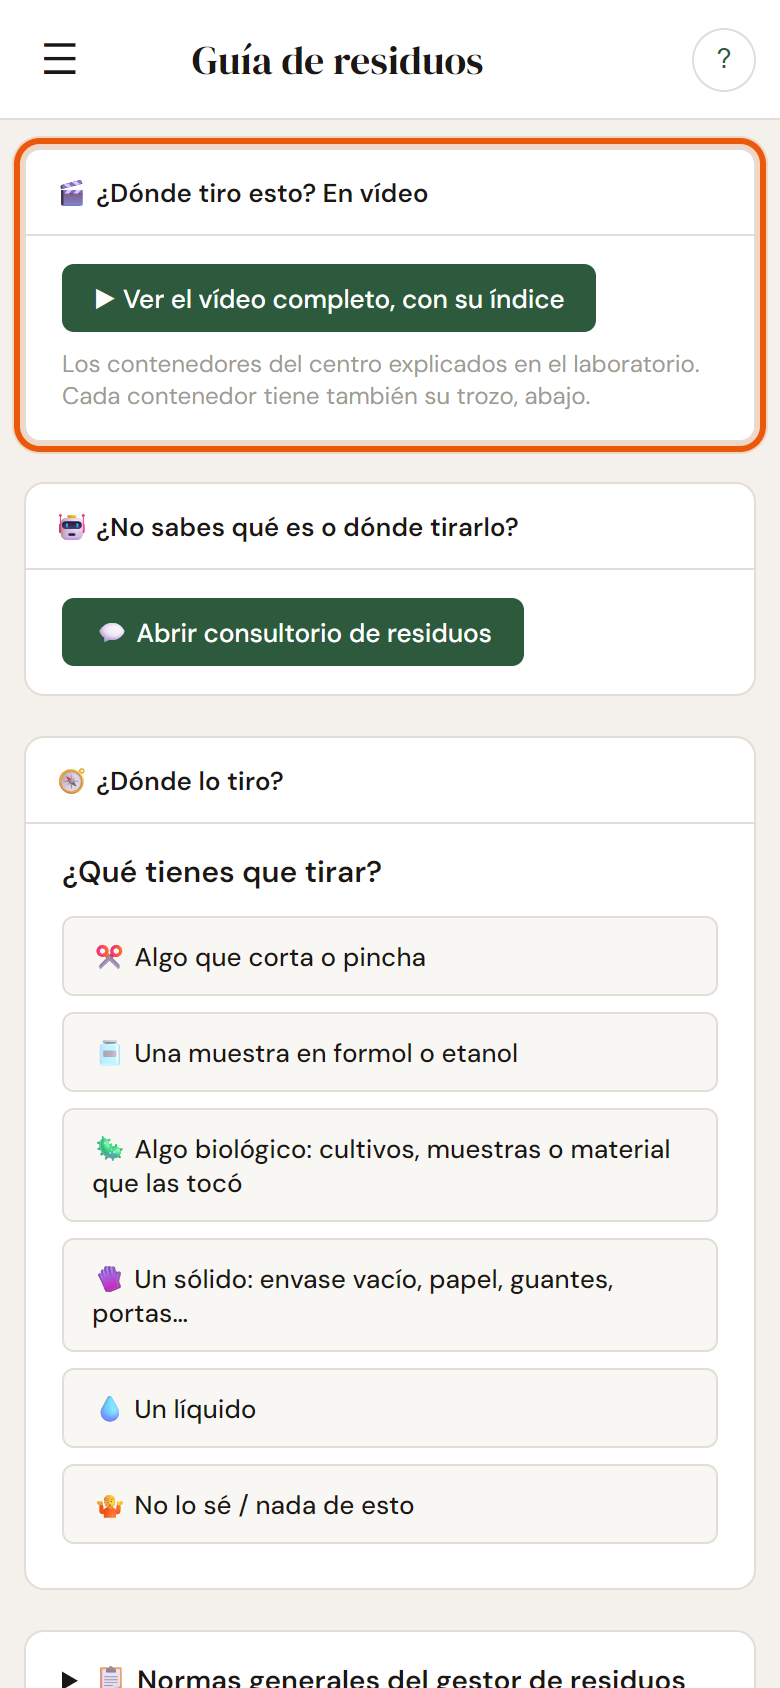 Guía de residuos
?
¿Dónde tiro esto? En vídeo
▶ Ver el vídeo completo, con su índice
Los contenedores del centro explicados en el laboratorio.
Cada contenedor tiene también su trozo, abajo.
¿No sabes qué es o dónde tirarlo?
Abrir consultorio de residuos
¿Dónde lo tiro?
¿Qué tienes que tirar?
Algo que corta o pincha
Una muestra en formol o etanol
Algo biológico: cultivos, muestras o material
que las tocó
Un sólido: envase vacío, papel, guantes,
portas…
Un líquido
No lo sé / nada de esto
Normas generales del gestor de residuos